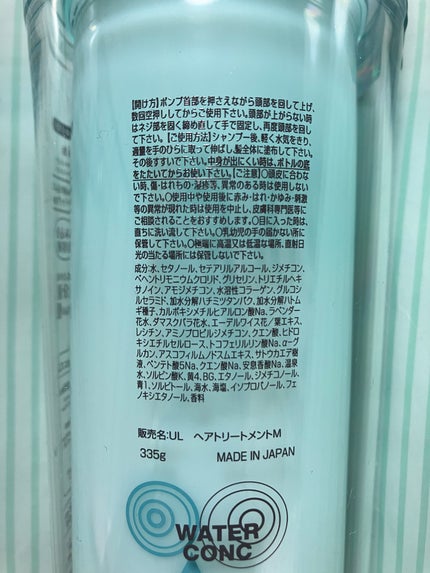 【開け方】ポンプ首部を押さえながら頭部を回して上げ、
数回空押ししてからご使用下さい。頭部が上がらない時
はネジ部を固く締め直して手で固定し、再度頭部を回し
て下さい。【ご使用方法】シャンプー後、軽く水気をきり、
適量を手のひらに取って伸ばし、髪全体に塗布して下さい。
その後すすいで下さい。中身が出にくい時は、ボトルの底
をたたいてからお使い下さい。【ご注意】○頭皮に合わな
い時、傷・はれもの・湿疹等、異常のある時は使用しない
で下さい。○使用中や使用後に赤み・はれ・かゆみ・刺激
等の異常が現れた時は使用を中止し、皮膚科専門医等に
ご相談されることをおすすめします。○目に入った時は、
直ちに洗い流して下さい。○乳幼児の手の届かない所に
保管して下さい。○極端に高温又は低温な場所、直射日
光の当たる場所には保管しないで下さい。
成分:水、セタノール、セテアリルアルコール、ジメチコン、
ベヘントリモニウムクロリド、グリセリン、トリエチルヘキ
サノイン、アモジメチコン、水溶性コラーゲン、グルコシ
ルセラミド、加水分解ハチミツタンパク、加水分解ハトム
ギ種子、カルボキシメチルヒアルロン酸Na、ラベンダー
花水、ダマスクバラ花水、エーデルワイス花／葉エキス、
レシチン、アミノプロピルジメチコン、クエン酸、ヒドロ
キシエチルセルロース、トコフェリルリン酸Na、α-グ
ルカン、アスコフィルムノドスムエキス、サトウカエデ樹
液、ペンテト酸5Na、クエン酸Na、安息香酸Na、温泉
水、ソルビン酸K、黄4、BG、エタノール、ジメチコノール、
青1、ソルビトール、海水、海塩、イソプロパノール、フェ
ノキシエタノール、香料
販売名:UL ヘアトリートメントM
335g MADE IN JAPAN
WATER
CONC